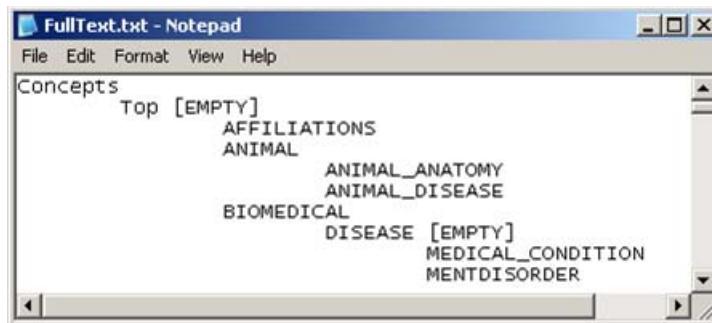 FullText.txt - Notepad
File Edit Format View Help
Concepts
Top [EMPTY]
AFFILIATIONS
ANIMAL
ANIMAL_ANATOMY
ANIMAL_DISEASE
BIOMEDICAL
DISEASE [EMPTY]
MEDICAL_CONDITION
MENTDISORDER